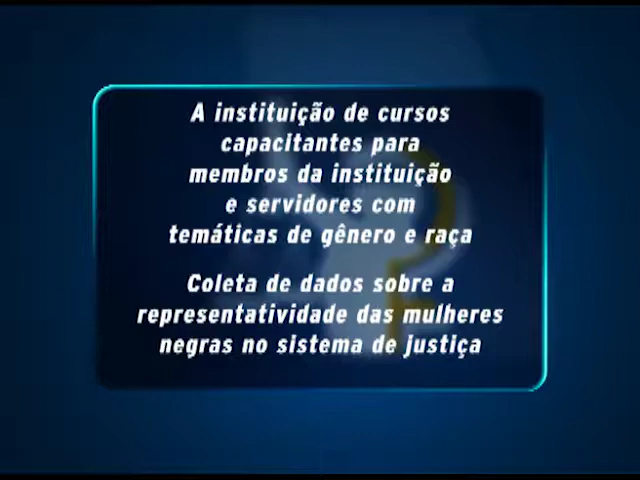 A instituição de cursos
capacitantes para
membros da instituição
e servidores com
temáticas de gênero e raça
Coleta de dados sobre a
representatividade das mulheres
negras no sistema de justiça